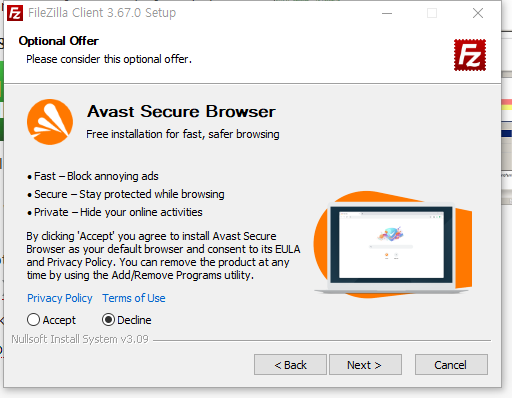 FileZilla Client 3.67.0 Setup
Optional Offer
Please consider this optional offer.
Avast Secure Browser
Free installation for fast, safer browsing
• Fast – Block annoying ads
• Secure – Stay protected while browsing
• Private – Hide your online activities
By clicking 'Accept' you agree to install Avast Secure
Browser as your default browser and consent to its EULA
and Privacy Policy. You can remove the product at any
time by using the Add/Remove Programs utility.
Privacy Policy Terms of Use
Accept Decline
Nullsoft Install System v3.09
< Back Next > Cancel